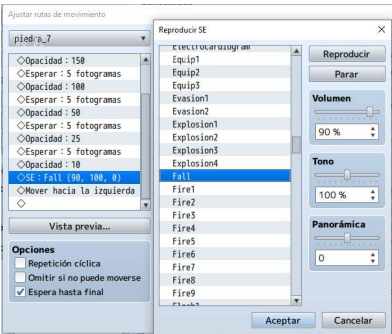 Ajustar rutas de movimiento
piedra_7
◇Opacidad：150
◇Esperar：5 fotogramas
◇Opacidad：100
◇Esperar：5 fotogramas
◇Opacidad：50
◇Esperar：5 fotogramas
◇Opacidad：25
◇Esperar：5 fotogramas
◇Opacidad：10
◇SE：Fall (90, 100, 0)
◇Mover hacia la izquierda
◇
Vista previa...
Opciones
Repetición cíclica
Omitir si no puede moverse
Espera hasta final
Reproducir SE
Electrocardiogram
Equip1
Equip2
Equip3
Evasion1
Evasion2
Explosion1
Explosion2
Explosion3
Explosion4
Fall
Fire1
Fire2
Fire3
Fire4
Fire5
Fire6
Fire7
Fire8
Fire9
Flash1
Reproducir
Parar
Volumen
90 %
Tono
100 %
Panorámica
0
Aceptar
Cancelar